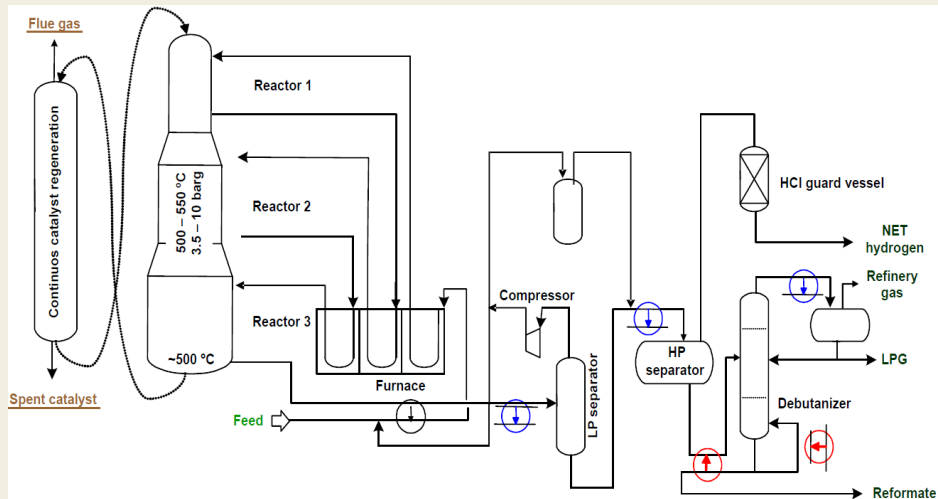 Flue gas
Continuos catalyst regeneration
Spent catalyst
Reactor 1
500 – 550 ºC
3.5 – 10 barg
Reactor 2
Reactor 3
~500 ºC
Furnace
Feed
Compressor
LP separator
HP
separator
HCl guard vessel
NET
hydrogen
Refinery
gas
LPG
Debutanizer
Reformate